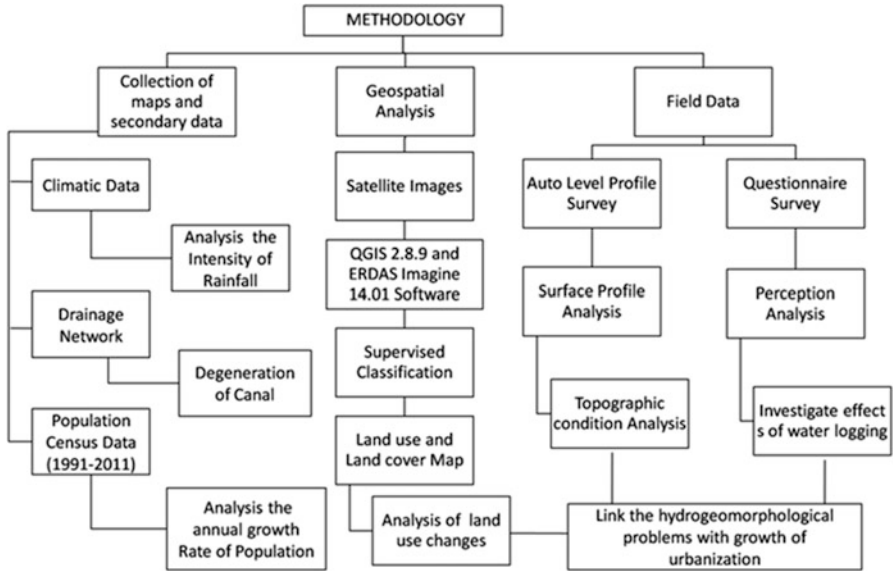 METHODOLOGY
Collection of
maps and
secondary data
Geospatial
Analysis
Field Data
Climatic Data
Satellite Images
Auto Level Profile
Survey
Questionnaire
Survey
Analysis the
Intensity of
Rainfall
QGIS 2.8.9 and
ERDAS Imagine
14.01 Software
Surface Profile
Analysis
Perception
Analysis
Drainage
Network
Supervised
Classification
Degeneration
of Canal
Topographic
condition Analysis
Investigate effect
s of water logging
Population
Census Data
(1991-2011)
Land use and
Land cover Map
Analysis the
annual growth
Rate of Population
Analysis of land
use changes
Link the hydrogeomorphological
problems with growth of
urbanization